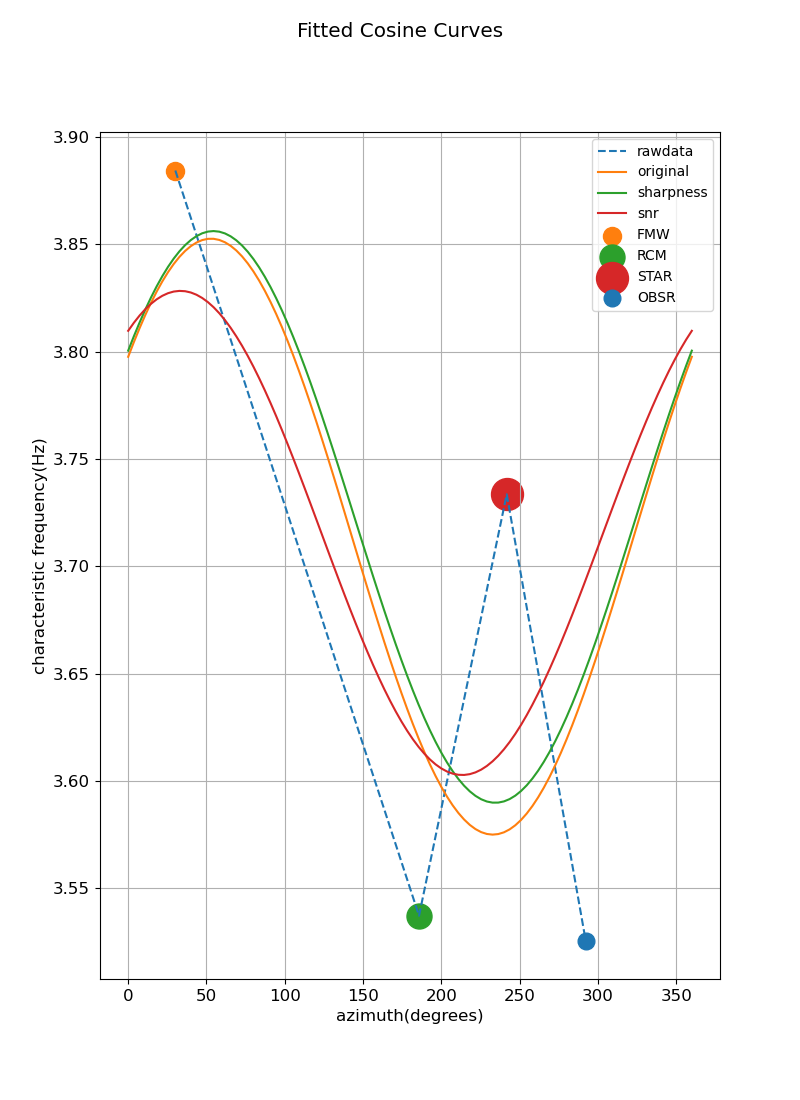 Fitted Cosine Curves
3.90
3.85
3.80
3.75
3.70
3.65
3.60
3.55
characteristic frequency(Hz)
rawdata
original
sharpness
snr
FMW
RCM
STAR
OBSR
0 50 100 150 200 250 300 350
azimuth(degrees)